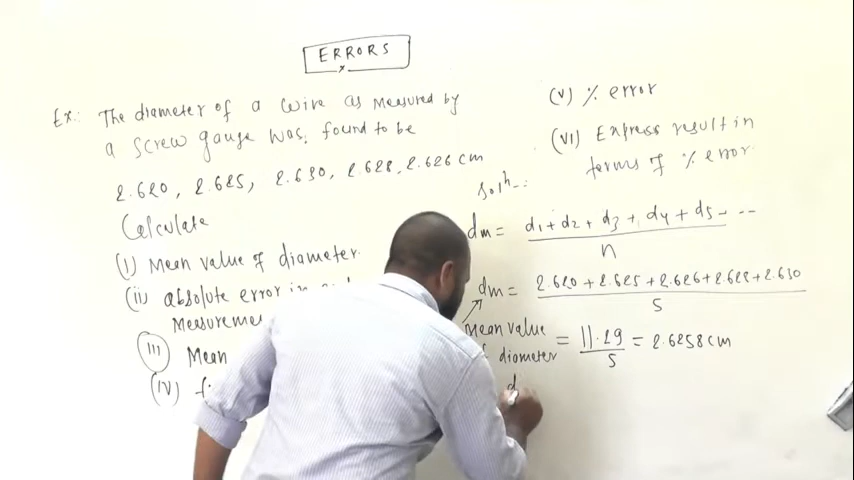 ERRORS
Ex:- The diameter of a wire as measured by
a screw gauge was, found to be
2.620, 2.625, 2.630, 2.628, 2.626 cm
Calculate
(i) Mean value of diameter.
(ii) absolute error in
Measureme
(iii) Mean
(iv)
(v) % error
(vi) Express result in
terms of % error.
Solⁿ:-
dm = d1 + d2 + d3 + d4 + d5 - --
n
dm = 2.620 + 2.625 + 2.626 + 2.628 + 2.630
5
Mean value
diameter
= 11.29 = 2.6258 cm
5
d